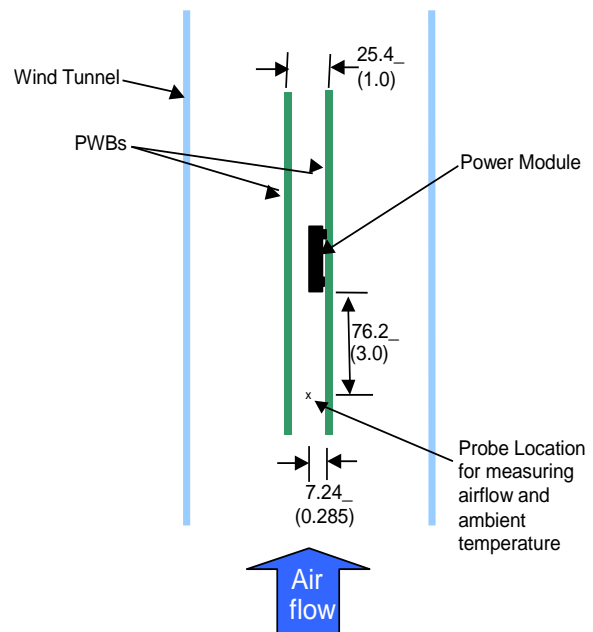 25.4_
(1.0)
Wind Tunnel
PWBs
Power Module
76.2_
(3.0)
x
Probe Location
for measuring
airflow and
ambient
temperature
7.24_
(0.285)
Air
flow